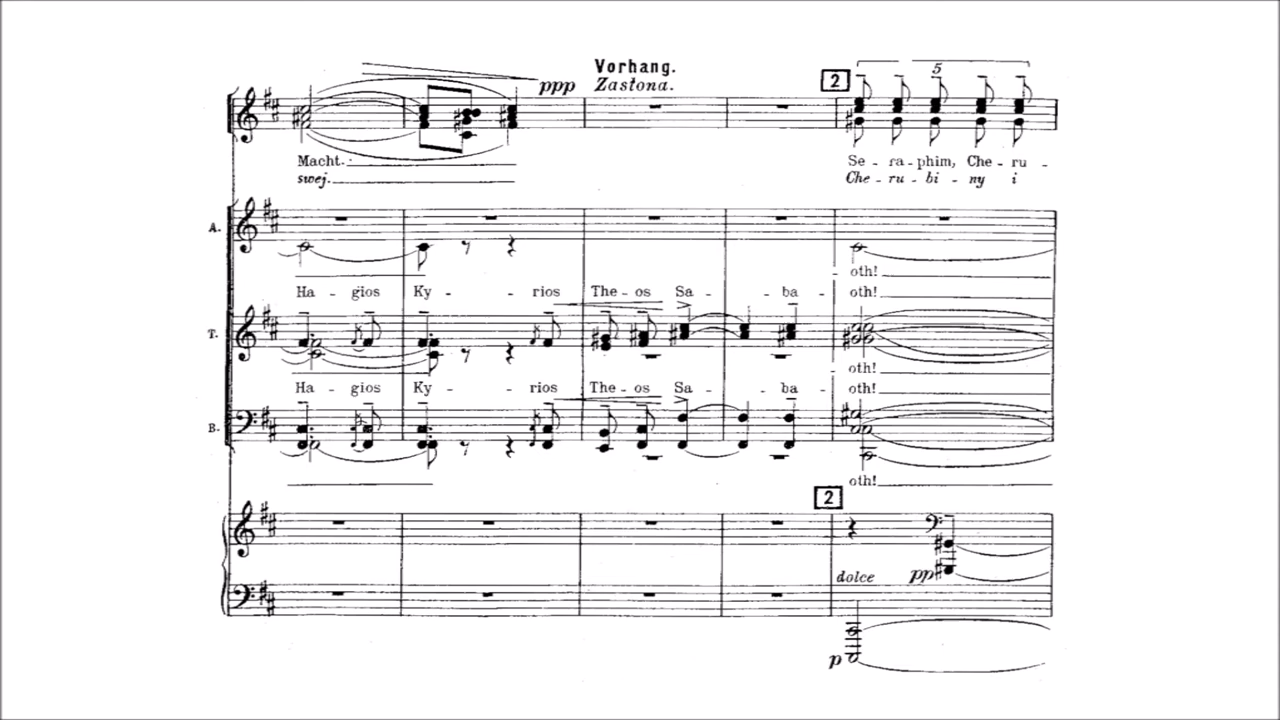 Vorhang.
ppp Zastona. 2 5
Macht. Se - ra - phim, Che - ru -
swej. Che - ru - bi - ny i
A.
- oth!
Ha - gios Ky - - rios The - os Sa - - ba - oth!
T.
- oth!
Ha - gios Ky - - rios The - os Sa - - ba - oth!
B.
oth!
2
dolce pp
p